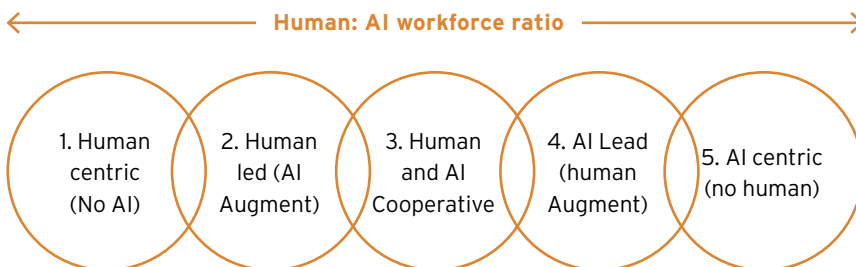 Human: AI workforce ratio
1. Human
centric
(No AI)
2. Human
led (AI
Augment)
3. Human
and AI
Cooperative
4. AI Lead
(human
Augment)
5. AI centric
(no human)